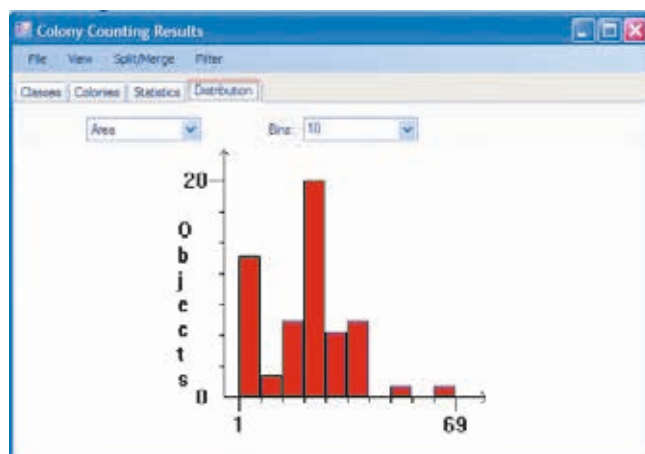 Colony Counting Results
File View Split/Merge Filter
Classes Colonies Statistics Distribution
Area Bins: 10
20
Objects
0
1 69